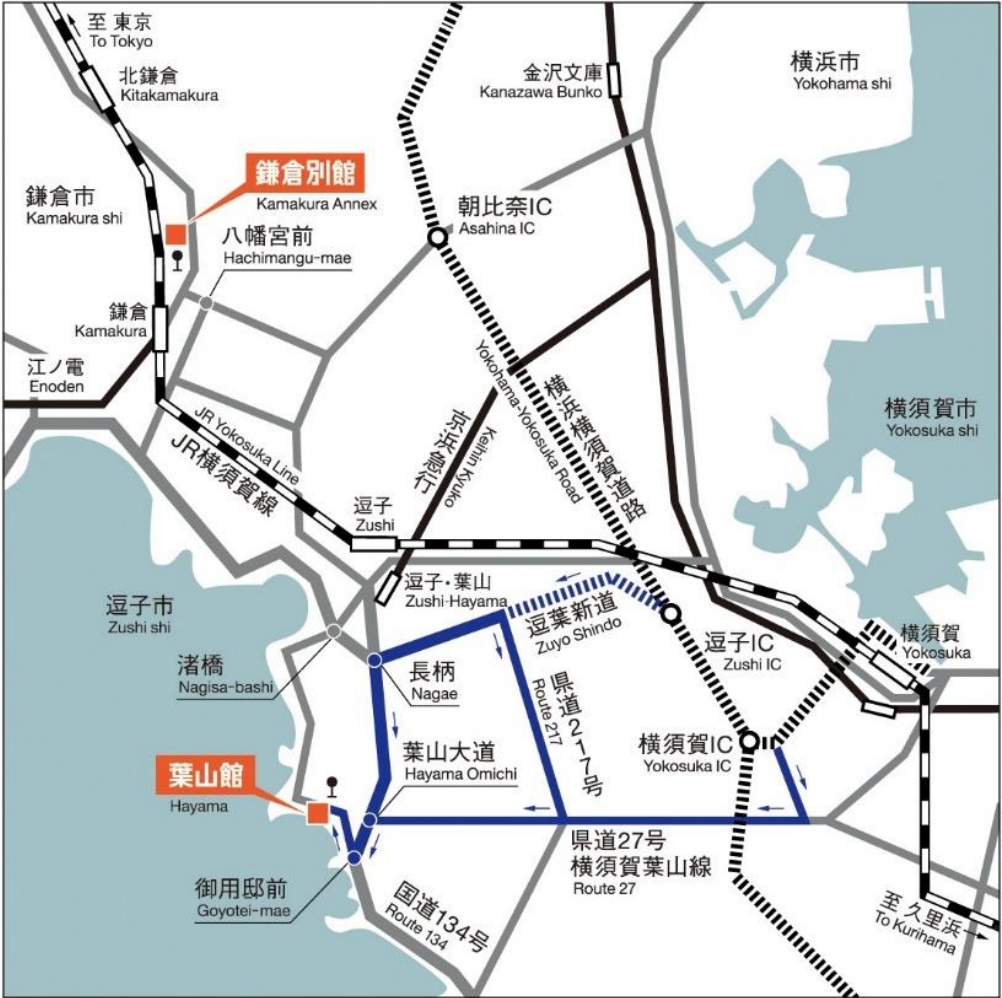 至 東京
To Tokyo
北鎌倉
Kitakamakura
金沢文庫
Kanazawa Bunko
横浜市
Yokohama shi
鎌倉別館
Kamakura Annex
鎌倉市
Kamakura shi
朝比奈IC
Asahina IC
八幡宮前
Hachimangu-mae
鎌倉
Kamakura
江ノ電
Enoden
JR Yokosuka Line
JR横須賀線
京浜急行
Keihin Kyuko
Yokohama-Yokosuka Road
横浜横須賀道路
横須賀市
Yokosuka shi
逗子
Zushi
逗子・葉山
Zushi-Hayama
逗葉新道
Zuyo Shindo
逗子市
Zushi shi
逗子IC
Zushi IC
横須賀
Yokosuka
渚橋
Nagisa-bashi
長柄
Nagae
県道217号
Route 217
葉山大道
Hayama Omichi
横須賀IC
Yokosuka IC
葉山館
Hayama
県道27号
横須賀葉山線
Route 27
御用邸前
Goyotei-mae
国道134号
Route 134
至 久里浜
To Kurihama